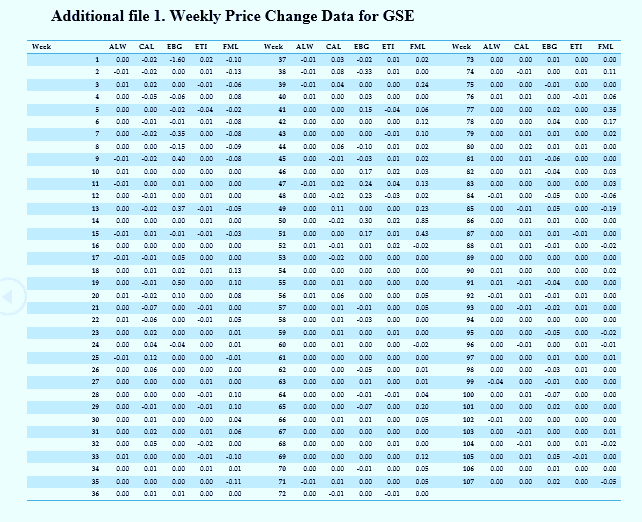 Additional file 1. Weekly Price Change Data for GSE
Week ALW CAL EBG ETI FML Week ALW CAL EBG ETI FML Week ALW CAL EBG ETI FML
1 0.00 -0.02 -1.60 0.02 -0.10 37 -0.01 0.03 -0.02 0.01 0.02 73 0.00 0.00 0.01 0.00 0.00
2 -0.01 -0.02 0.00 0.01 -0.13 38 -0.01 0.08 -0.33 0.01 0.00 74 0.00 -0.01 0.00 0.01 0.11
3 0.01 0.02 0.00 -0.01 -0.06 39 -0.01 0.04 0.00 0.00 0.24 75 0.00 0.00 -0.01 0.00 0.00
4 0.00 -0.05 -0.06 0.00 0.08 40 0.01 0.00 0.03 0.00 0.00 76 0.01 0.00 0.01 -0.01 0.06
5 0.00 0.00 -0.02 -0.04 -0.02 41 0.00 0.00 0.15 -0.04 0.06 77 0.00 0.00 0.02 0.00 0.35
6 0.00 -0.01 -0.01 0.01 -0.08 42 0.00 0.00 0.00 0.00 0.12 78 0.00 0.00 0.04 0.00 0.17
7 0.00 -0.02 -0.35 0.00 -0.08 43 0.00 0.00 0.00 -0.01 0.10 79 0.00 0.01 0.00 0.00 0.02
8 0.00 0.00 -0.15 0.00 -0.09 44 0.00 0.06 -0.10 0.01 0.02 80 0.00 0.02 0.01 0.01 0.00
9 -0.01 -0.02 0.40 0.00 -0.08 45 0.00 -0.01 -0.03 0.01 0.02 81 0.00 0.01 -0.06 0.00 0.00
10 0.01 0.00 0.00 0.00 0.00 46 0.00 0.00 0.17 0.02 0.03 82 0.00 0.01 -0.04 0.00 0.03
11 -0.01 0.00 0.01 0.00 0.00 47 -0.01 0.02 0.24 0.04 0.13 83 0.00 0.00 0.00 0.00 0.03
12 0.00 -0.01 0.00 -0.01 0.00 48 0.00 -0.02 0.23 -0.03 0.02 84 -0.01 0.00 -0.05 0.00 -0.06
13 0.00 -0.02 0.37 -0.01 -0.05 49 0.00 0.11 0.00 0.00 0.23 85 0.00 -0.01 0.05 0.00 -0.19
14 0.00 0.00 0.01 0.00 0.00 50 0.00 -0.02 0.30 0.02 0.85 86 0.00 0.01 0.01 0.00 0.00
15 -0.01 0.01 -0.01 -0.01 -0.03 51 0.00 0.00 0.17 0.01 0.43 87 0.00 0.01 0.01 -0.01 0.00
16 0.00 0.00 0.00 0.00 0.00 52 0.01 -0.01 0.01 0.02 -0.02 88 0.01 0.01 -0.01 0.00 -0.02
17 -0.01 -0.01 0.05 0.00 0.00 53 0.00 -0.02 0.00 0.00 0.00 89 0.00 0.00 0.00 0.00 0.00
18 0.00 0.01 0.02 0.01 0.13 54 0.00 0.00 0.00 0.00 0.00 90 0.01 0.00 0.00 0.00 0.02
19 0.00 -0.01 0.50 0.00 0.10 55 0.00 0.01 0.00 0.00 0.00 91 0.01 -0.01 -0.04 0.00 0.00
20 0.01 -0.02 0.10 0.00 0.08 56 0.01 0.06 0.00 0.00 0.05 92 -0.01 -0.01 0.01 0.00 0.00
21 0.00 -0.07 0.00 -0.01 0.00 57 0.00 0.01 -0.01 0.00 0.05 93 0.00 -0.01 -0.02 0.01 0.00
22 0.01 -0.06 0.00 -0.01 0.05 58 0.00 0.01 -0.03 0.00 0.00 94 0.00 0.00 0.00 0.00 0.00
23 0.00 0.02 0.00 0.00 0.01 59 0.00 0.01 0.00 0.01 0.00 95 0.00 0.00 -0.05 0.00 -0.02
24 0.00 0.04 -0.04 0.00 0.01 60 0.00 0.01 0.00 0.00 -0.02 96 0.00 -0.01 0.00 0.01 -0.01
25 -0.01 0.12 0.00 0.00 -0.01 61 0.00 0.00 0.00 0.00 0.00 97 0.00 0.00 0.00 0.01 0.01
26 0.00 0.06 0.00 0.00 0.00 62 0.00 0.00 -0.05 0.00 0.01 98 0.00 0.00 -0.03 0.01 0.00
27 0.00 0.00 0.00 0.01 0.00 63 0.00 0.00 0.01 0.00 0.01 99 -0.04 0.00 -0.01 0.00 0.00
28 0.00 0.00 0.00 -0.01 0.10 64 0.00 0.00 -0.01 -0.01 0.04 100 0.00 0.01 -0.07 0.00 0.00
29 0.00 -0.01 0.00 -0.01 0.10 65 0.00 0.00 -0.07 0.00 0.20 101 0.00 0.00 0.02 0.00 0.00
30 0.00 0.01 0.00 0.00 0.04 66 0.00 0.01 0.01 0.00 0.05 102 -0.01 0.00 0.00 0.00 0.00
31 0.00 0.02 0.00 0.01 0.06 67 0.00 0.00 0.00 0.00 0.00 103 0.00 -0.01 0.00 0.00 0.01
32 0.00 0.05 0.00 -0.02 0.00 68 0.00 0.00 0.00 0.01 0.00 104 0.00 -0.01 0.00 0.01 -0.02
33 0.01 0.00 0.00 -0.01 -0.10 69 0.00 0.00 0.00 0.00 0.12 105 0.00 0.01 0.05 -0.01 0.00
34 0.00 0.01 0.00 0.01 0.01 70 0.00 0.00 -0.01 0.00 0.05 106 0.00 0.00 0.01 0.00 0.00
35 0.00 0.00 0.00 0.00 -0.11 71 -0.01 0.01 0.00 0.00 0.05 107 0.00 0.00 0.02 0.00 -0.05
36 0.00 0.01 0.01 0.00 0.00 72 0.00 -0.01 0.00 -0.01 0.00